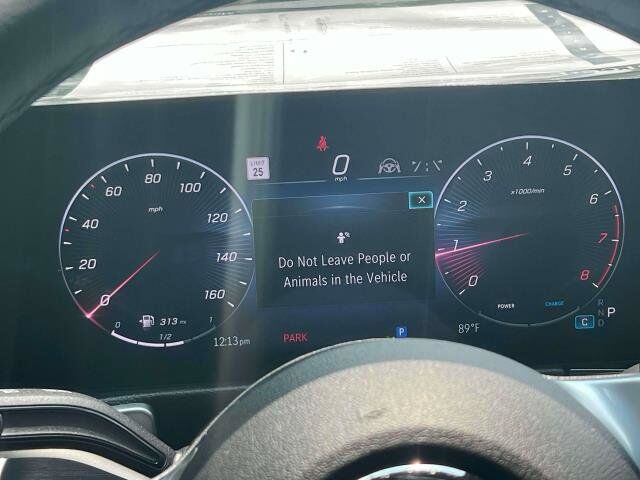 LIMIT
25
0
mph
60
80
100
40
120
mph
20
140
0
160
313 mi
0
1/2
1
12:13pm
Do Not Leave People or
Animals in the Vehicle
PARK
P
89°F
4
3
5
x1000/min
2
6
1
7
0
8
POWER
CHARGE
C
R
N
D
P